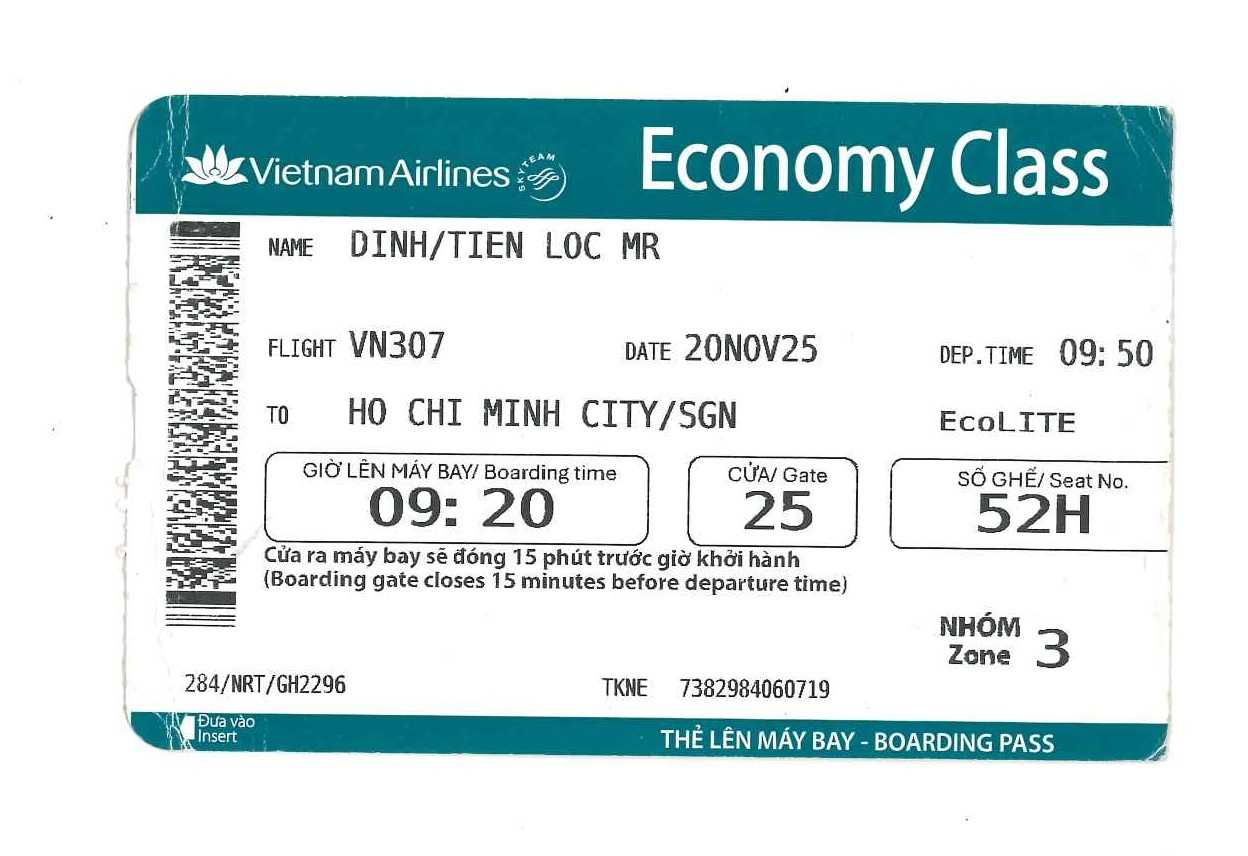 Vietnam Airlines SKYTEAM Economy Class
NAME DINH/TIEN LOC MR
FLIGHT VN307 DATE 20NOV25 DEP.TIME 09: 50
TO HO CHI MINH CITY/SGN EcoLITE
GIỜ LÊN MÁY BAY/ Boarding time CỬA/ Gate SỐ GHẾ/ Seat No.
09: 20 25 52H
Cửa ra máy bay sẽ đóng 15 phút trước giờ khởi hành
(Boarding gate closes 15 minutes before departure time)
NHÓM
Zone 3
284/NRT/GH2296 TKNE 7382984060719
Đưa vào
Insert
THẺ LÊN MÁY BAY - BOARDING PASS